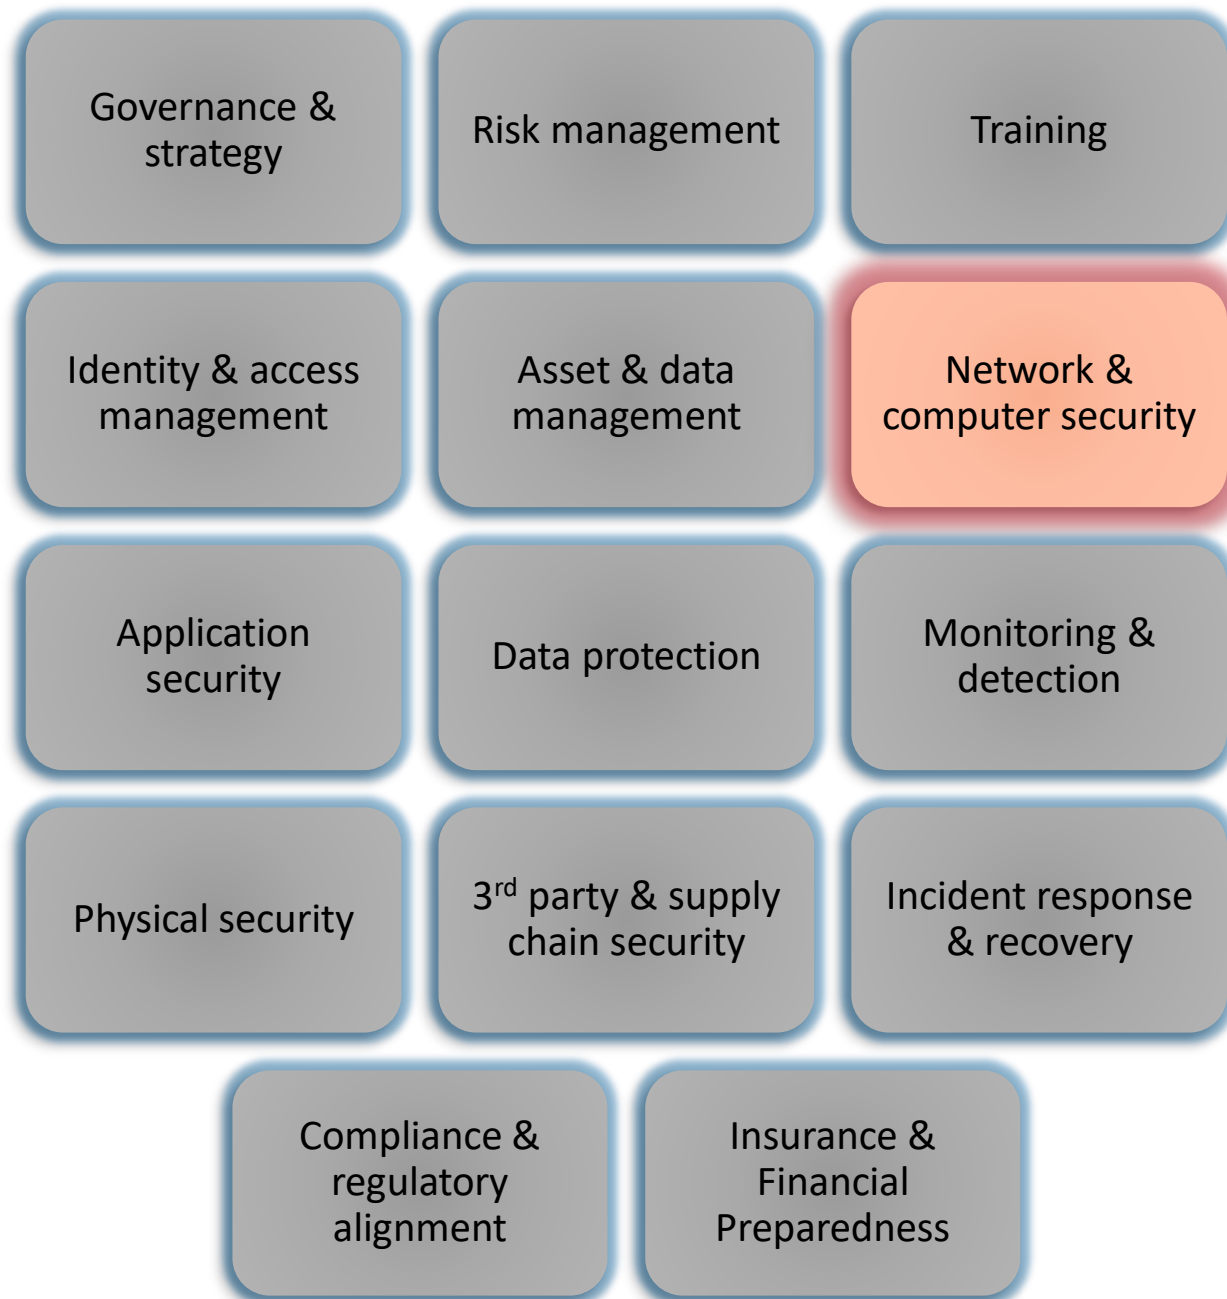 Governance &
strategy
Risk management
Training
Identity & access
management
Asset & data
management
Network &
computer security
Application
security
Data protection
Monitoring &
detection
Physical security
3rd party & supply
chain security
Incident response
& recovery
Compliance &
regulatory
alignment
Insurance &
Financial
Preparedness